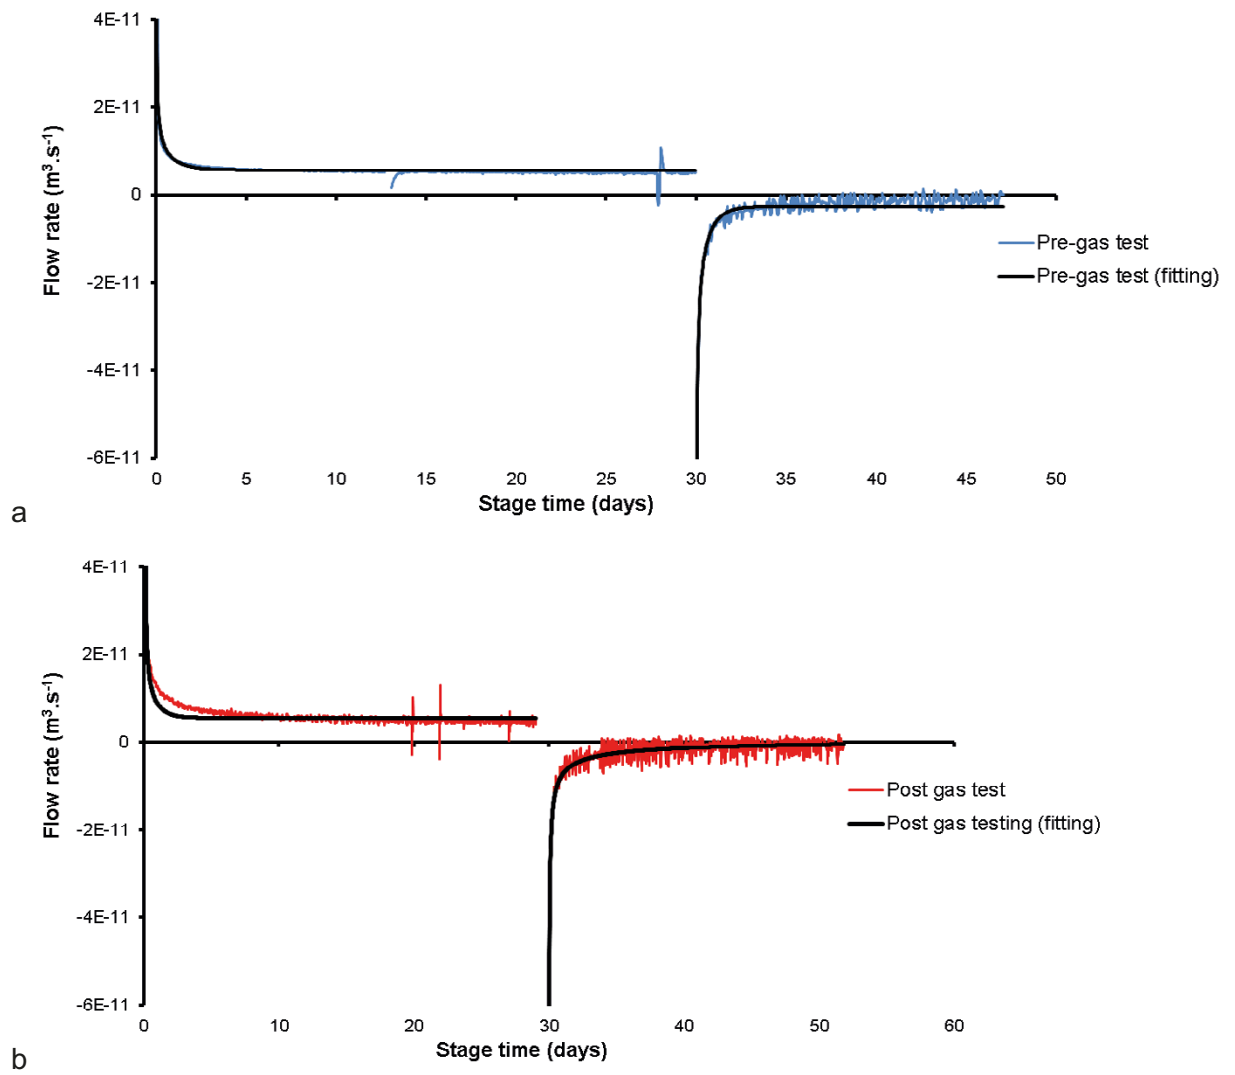 4E-11
2E-11
0
-2E-11
-4E-11
-6E-11
Flow rate (m³.s⁻¹)
0 5 10 15 20 25 30 35 40 45 50
Stage time (days)
Pre-gas test
Pre-gas test (fitting)
a
4E-11
2E-11
0
-2E-11
-4E-11
-6E-11
Flow rate (m³.s⁻¹)
0 10 20 30 40 50 60
Stage time (days)
Post gas test
Post gas testing (fitting)
b